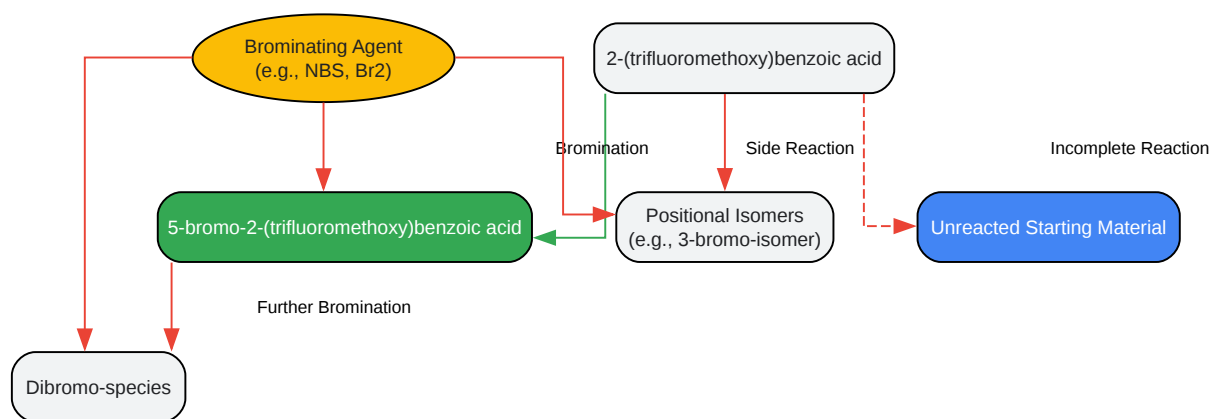 Brominating Agent
(e.g., NBS, Br2)
2-(trifluoromethoxy)benzoic acid
Bromination
Side Reaction
Incomplete Reaction
5-bromo-2-(trifluoromethoxy)benzoic acid
Positional Isomers
(e.g., 3-bromo-isomer)
Unreacted Starting Material
Further Bromination
Dibromo-species